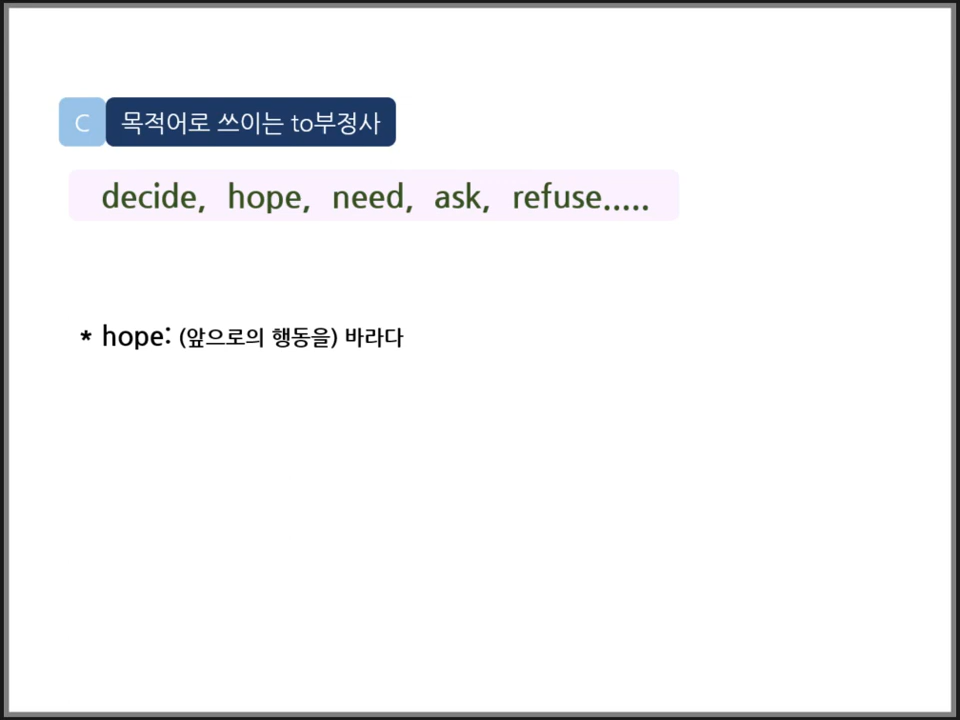 C 목적어로 쓰이는 to부정사
decide, hope, need, ask, refuse.....
* hope: (앞으로의 행동을) 바라다